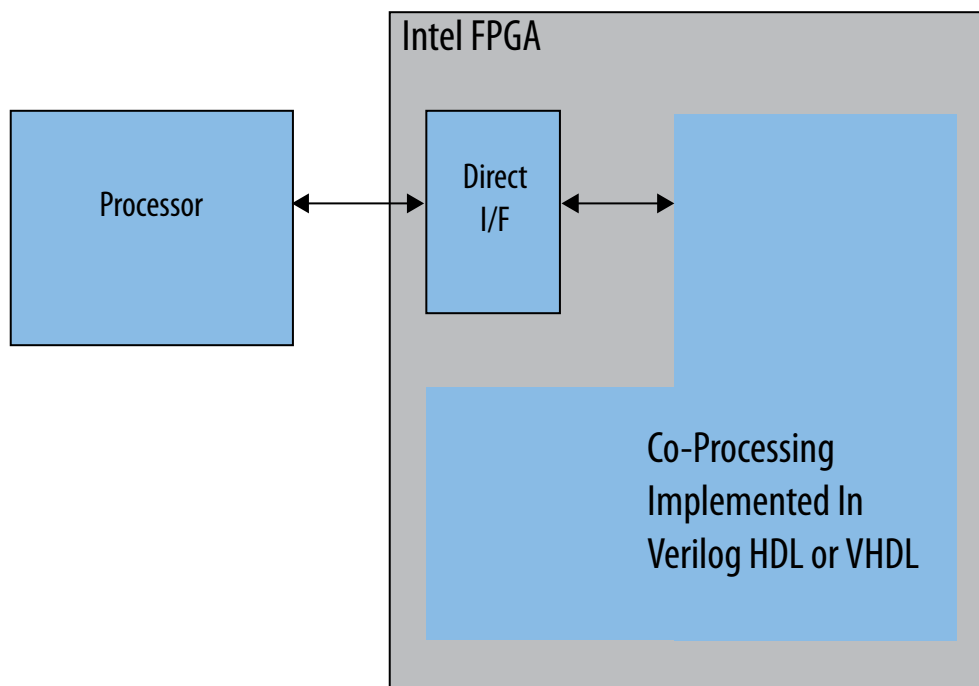 Intel FPGA
Processor
Direct
I/F
Co-Processing
Implemented In
Verilog HDL or VHDL